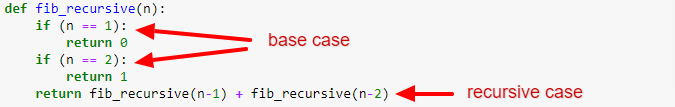 def fib_recursive(n):
    if (n == 1):
        return 0
base case
    if (n == 2):
        return 1
    return fib_recursive(n-1) + fib_recursive(n-2)
recursive case